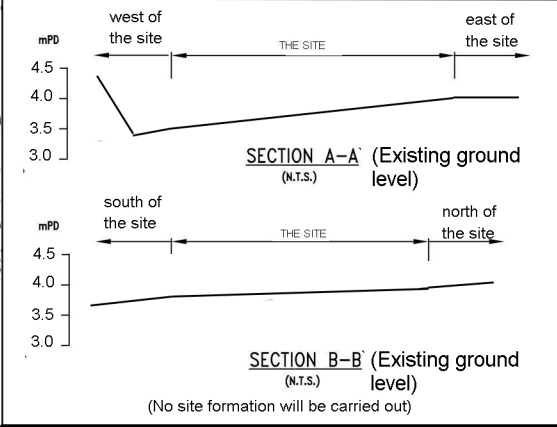 west of
the site
THE SITE
east of
the site
mPD
4.5
4.0
3.5
3.0
SECTION A-A` (Existing ground
(N.T.S.) level)
south of
the site
THE SITE
north of
the site
mPD
4.5
4.0
3.5
3.0
SECTION B-B` (Existing ground
(N.T.S.) level)
(No site formation will be carried out)